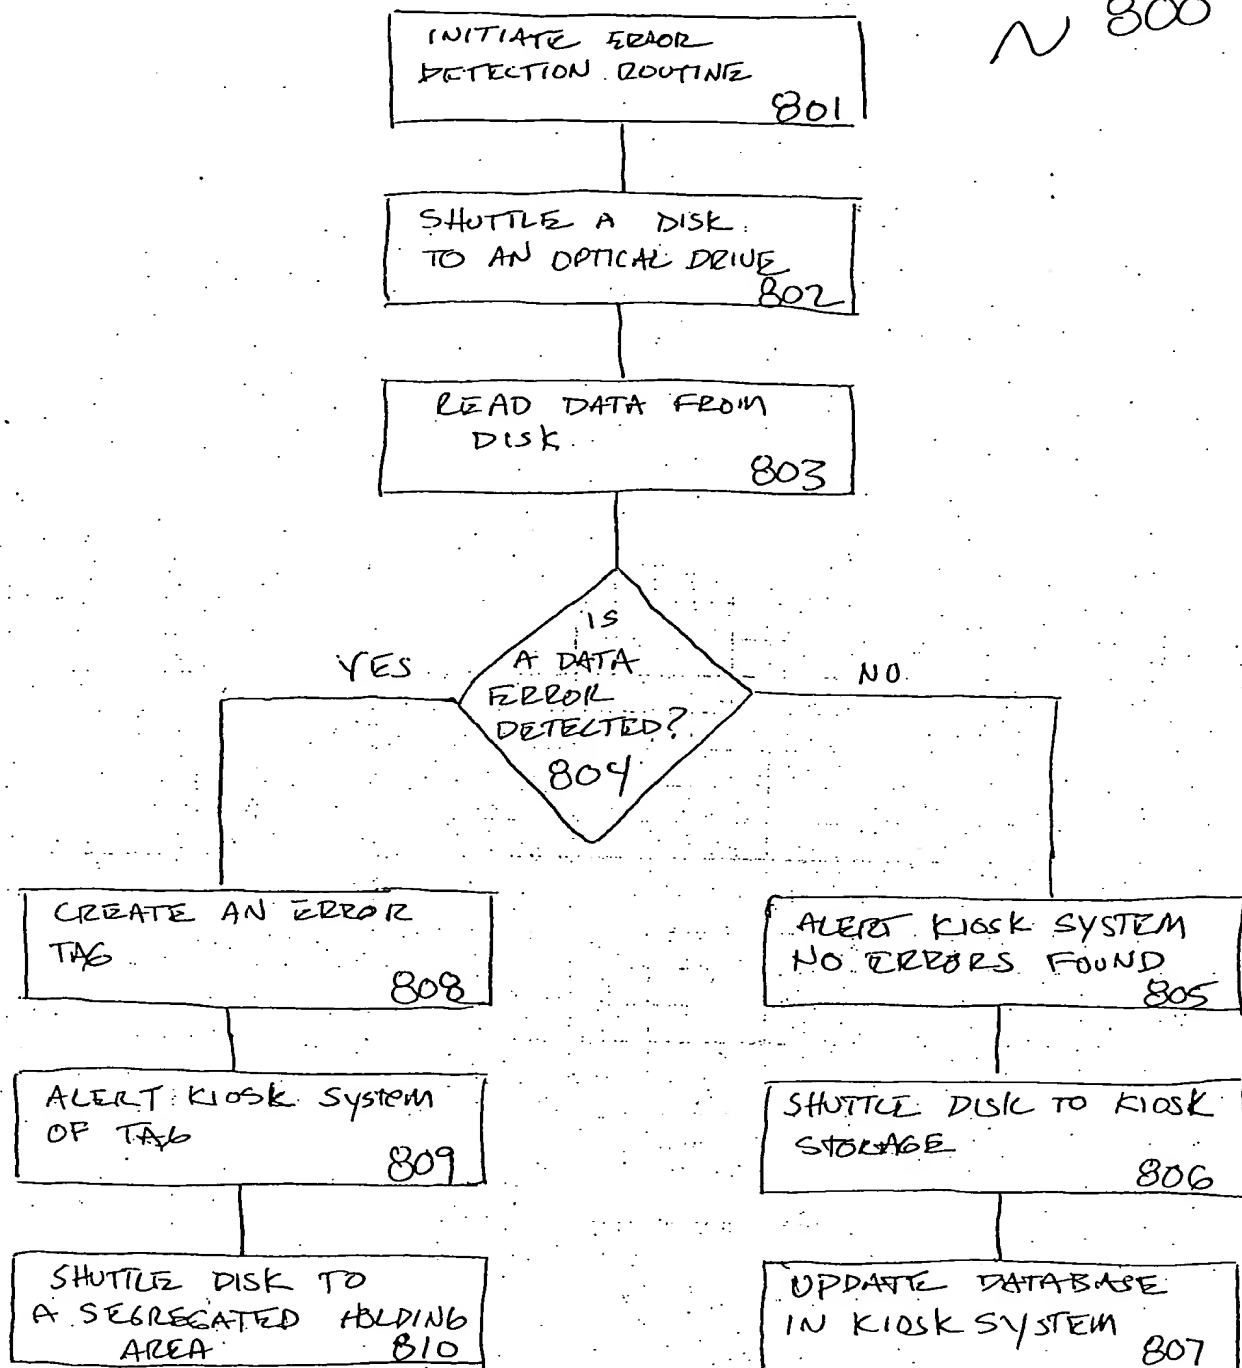 800
INITIATE ERROR
DETECTION ROUTINE
801
SHUTTLE A DISK
TO AN OPTICAL DRIVE
802
READ DATA FROM
DISK
803
IS
A DATA
ERROR
DETECTED?
804
YES
NO
CREATE AN ERROR
TAG
808
ALERT KIOSK SYSTEM
OF TAG
809
SHUTTLE DISK TO
A SEGREGATED HOLDING
AREA 810
ALERT KIOSK SYSTEM
NO ERRORS FOUND
805
SHUTTLE DISK TO KIOSK
STORAGE
806
UPDATE DATABASE
IN KIOSK SYSTEM
807